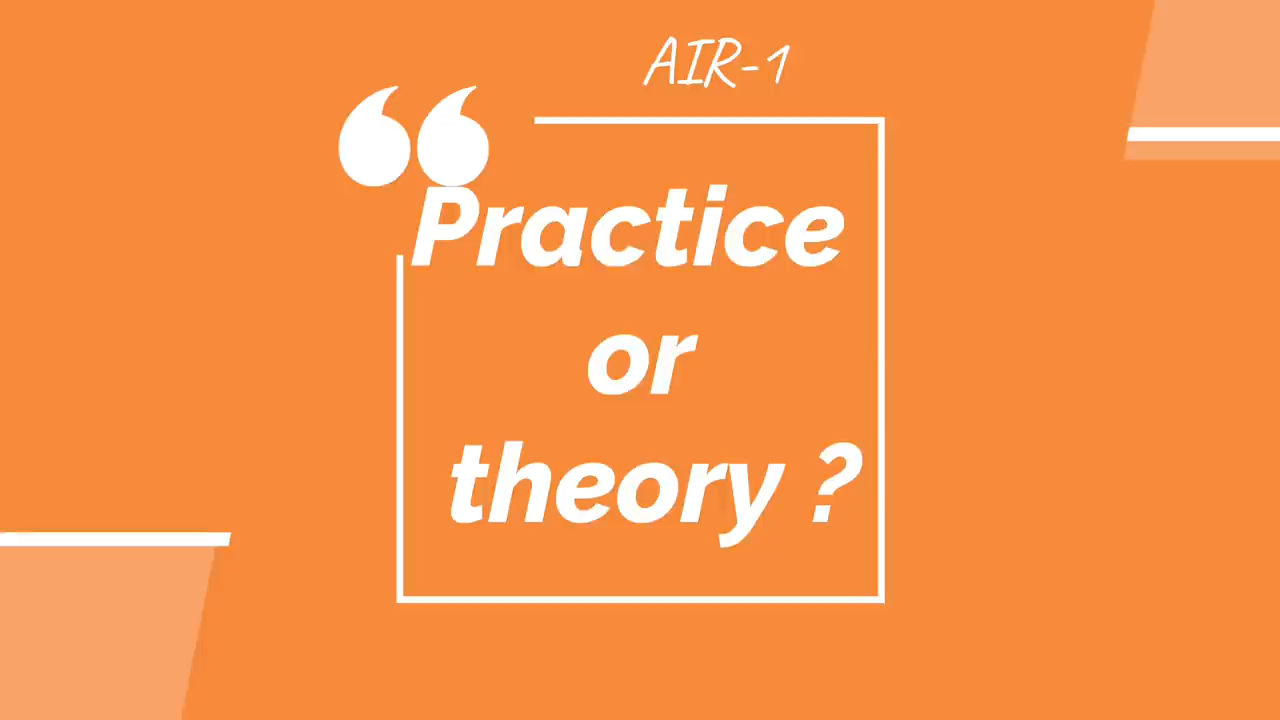 AIR-1
“
Practice
or
theory ?